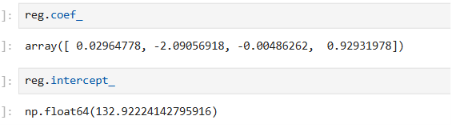 ]: reg.coef_
]: array([ 0.02964778, -2.09056918, -0.00486262,  0.92931978])
]: reg.intercept_
]: np.float64(132.92224142795916)